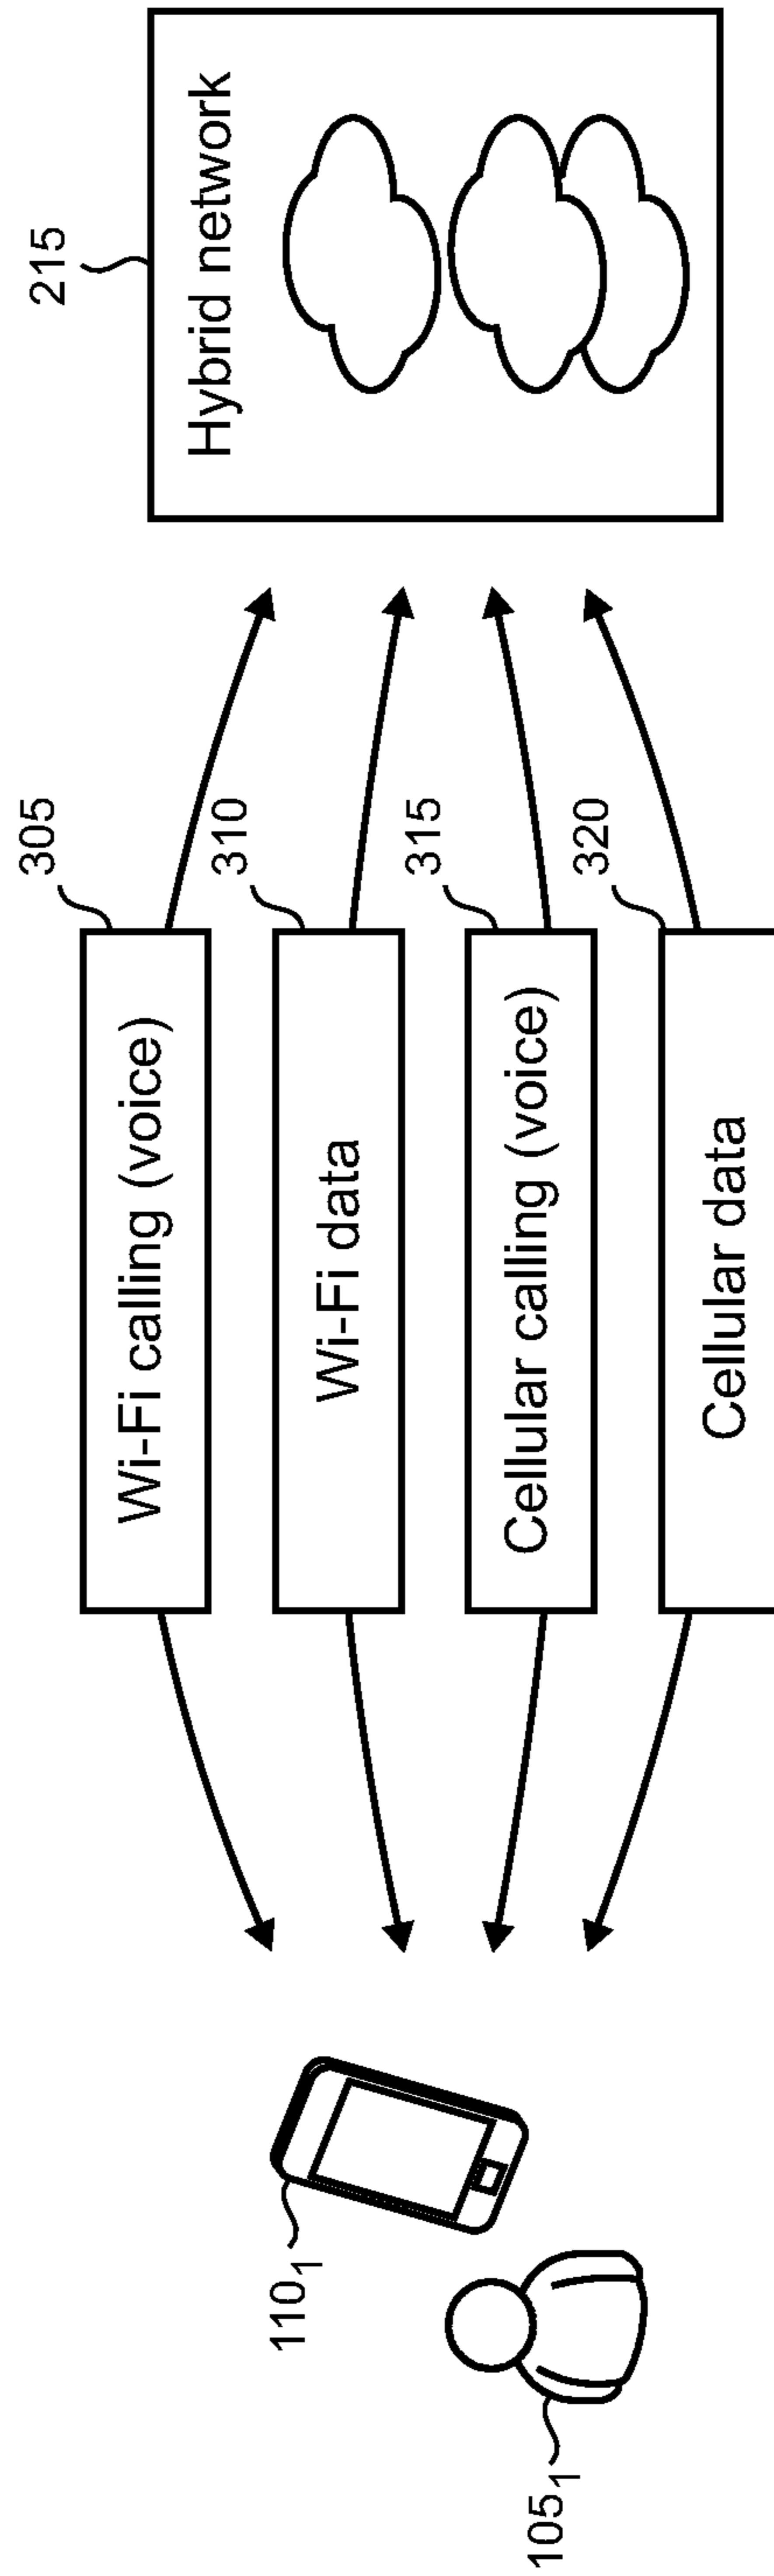 305
Wi-Fi calling (voice)
215
Hybrid network
310
Wi-Fi data
110₁
315
Cellular calling (voice)
105₁
320
Cellular data